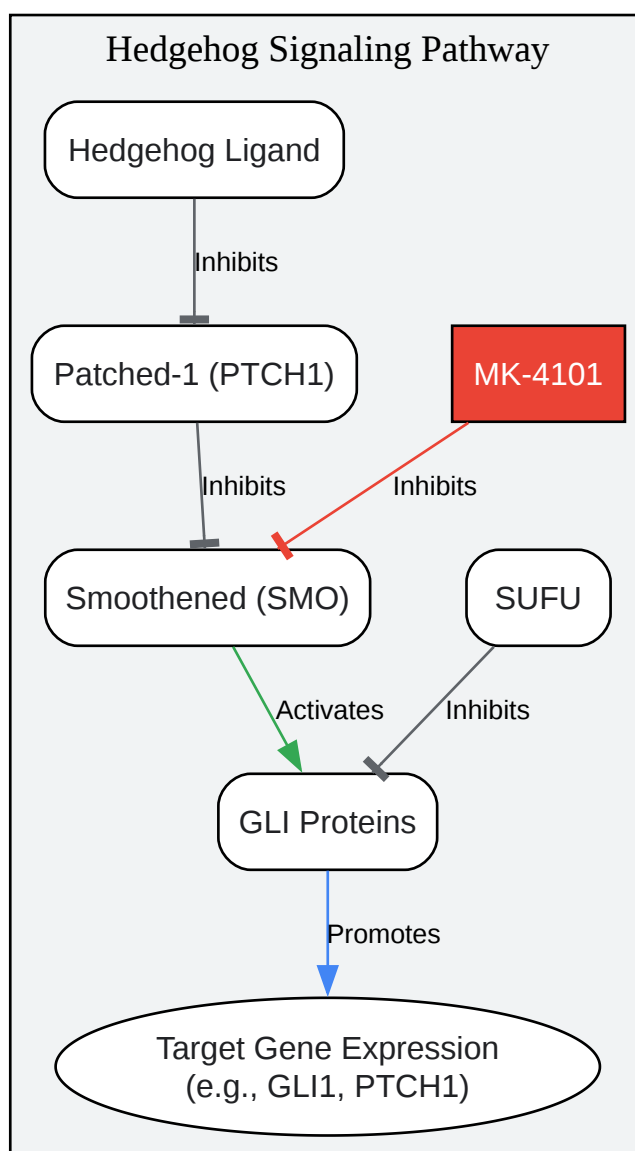 Hedgehog Signaling Pathway
Hedgehog Ligand
Inhibits
Patched-1 (PTCH1)
MK-4101
Inhibits
Inhibits
Smoothened (SMO)
SUFU
Activates
Inhibits
GLI Proteins
Promotes
Target Gene Expression
(e.g., GLI1, PTCH1)